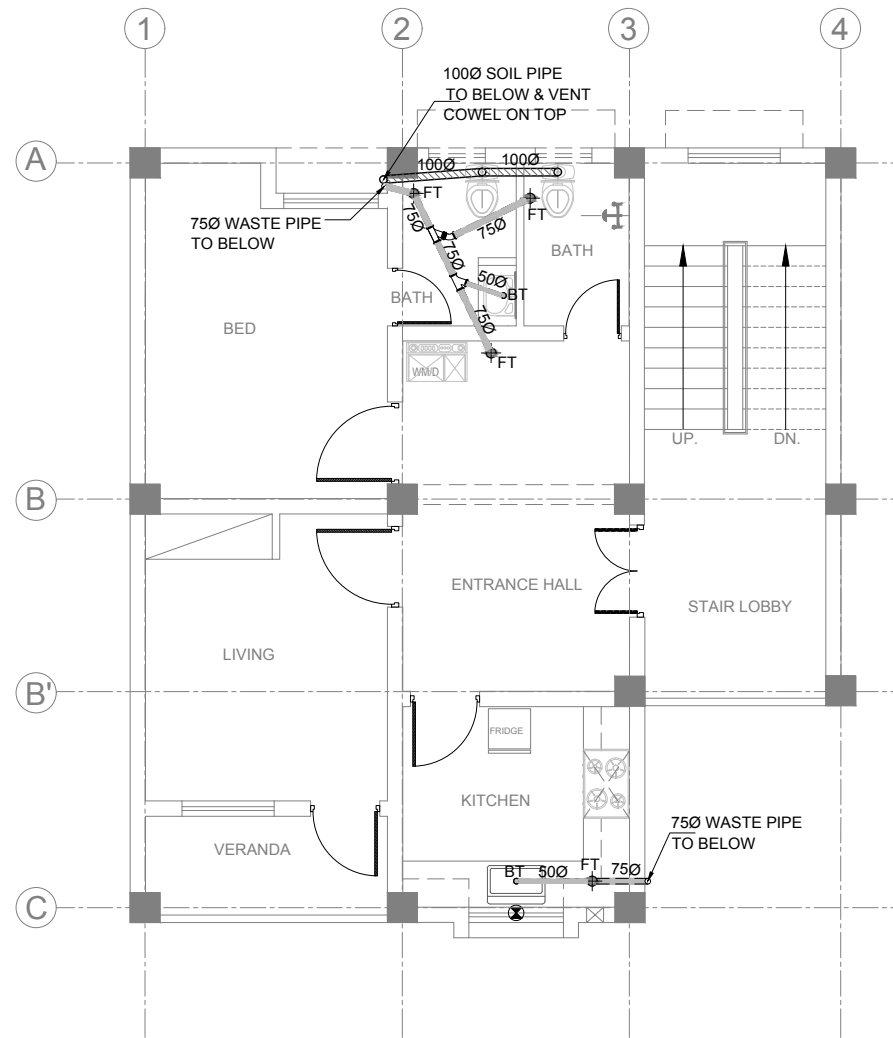 1
2
3
4
100Ø SOIL PIPE
TO BELOW & VENT
COWEL ON TOP
A
100Ø
100Ø
FT
75Ø WASTE PIPE
TO BELOW
75Ø
FT
75Ø
75Ø
BATH
50Ø
BT
BATH
BED
75Ø
FT
WM/D
UP.
DN.
B
ENTRANCE HALL
STAIR LOBBY
LIVING
B'
FRIDGE
KITCHEN
75Ø WASTE PIPE
TO BELOW
VERANDA
BT
50Ø
FT
75Ø
C